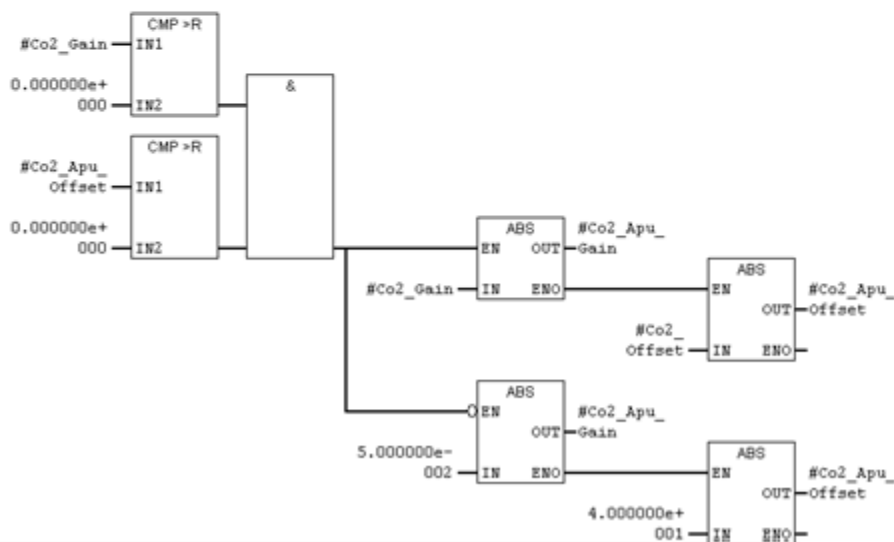 CMP >R
#Co2_Gain IN1
0.000000e+
000 IN2
&
CMP >R
#Co2_Apu_
Offset IN1
0.000000e+
000 IN2
ABS
#Co2_Apu_
EN OUT Gain
#Co2_Gain IN ENO
ABS
EN #Co2_Apu_
OUT Offset
#Co2_
Offset IN ENO
ABS
EN #Co2_Apu_
OUT Gain
5.000000e-
002 IN ENO
ABS
EN #Co2_Apu_
OUT Offset
4.000000e+
001 IN ENO